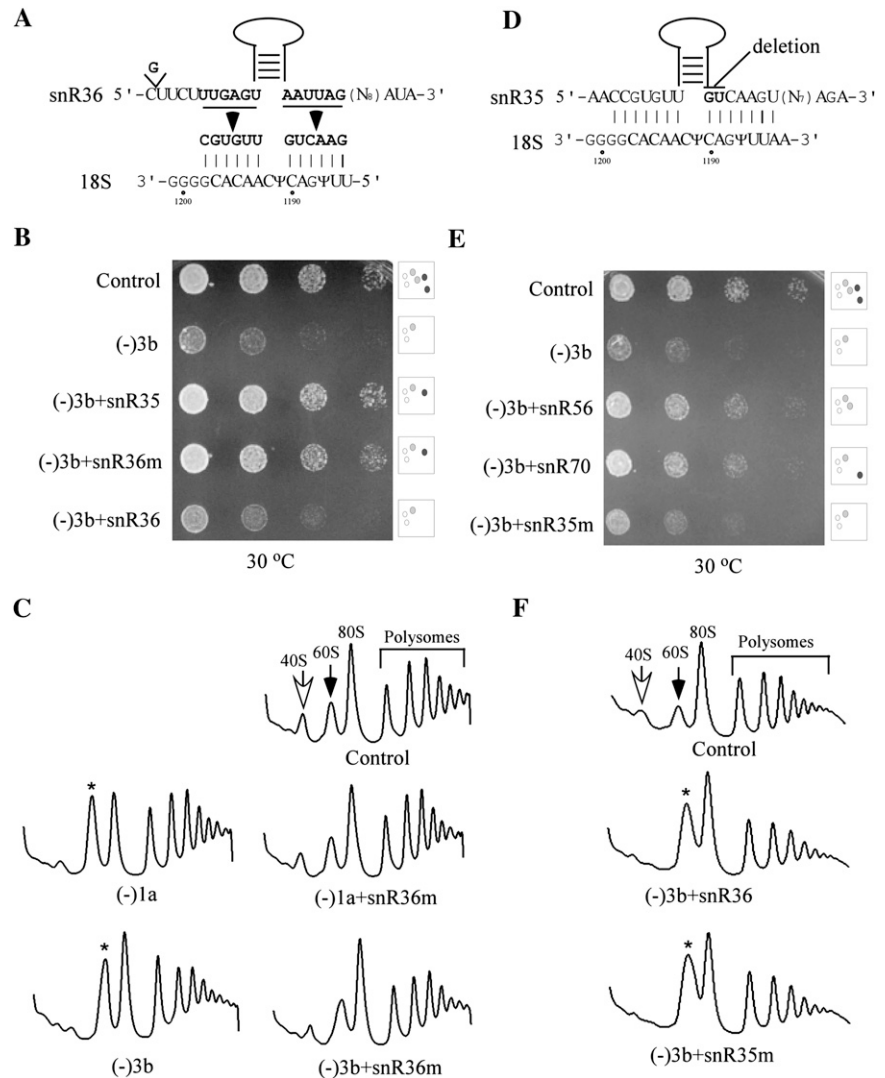 A
G
snR36 5'-CUUCUUUGAGU AAUUAG(N8)AUA-3'
CGUGUU GUCAAG
18S 3'-GGGGCACAACΨCAGΨUU-5'
1200 1190
B
Control
(-)3b
(-)3b+snR35
(-)3b+snR36m
(-)3b+snR36
30 ºC
C
40S 60S 80S Polysomes
Control
*
(-)1a
(-)1a+snR36m
*
(-)3b
(-)3b+snR36m
D
deletion
snR35 5'-AACCGUGUU GUCAAGU(N7)AGA-3'
18S 3'-GGGGCACAACΨCAGΨUUAA-3'
1200 1190
E
Control
(-)3b
(-)3b+snR56
(-)3b+snR70
(-)3b+snR35m
30 ºC
F
40S 60S 80S Polysomes
Control
*
(-)3b+snR36
*
(-)3b+snR35m